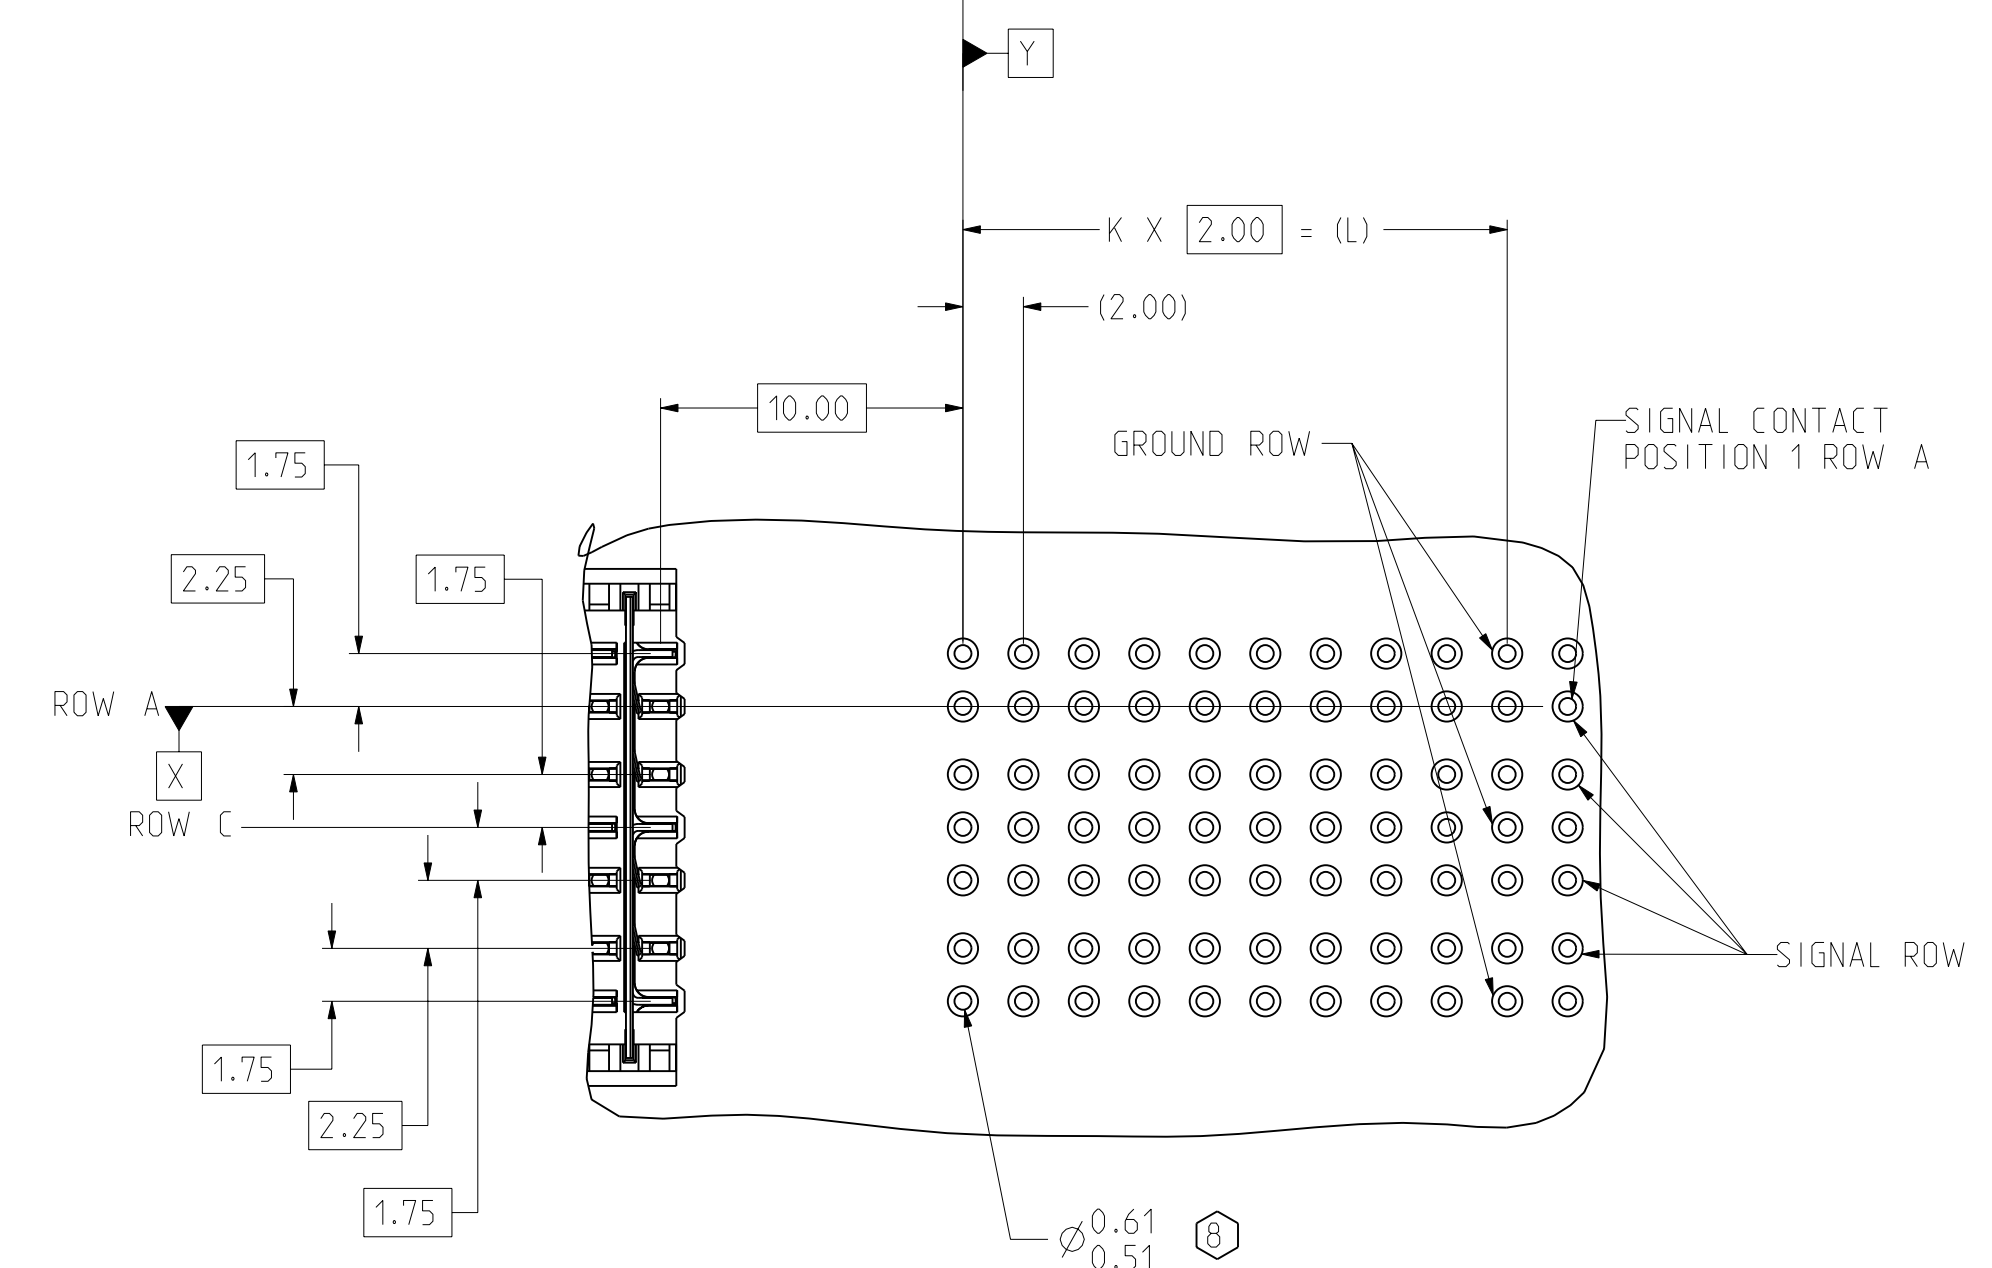 Y
K X 2.00 = (L)
(2.00)
10.00
SIGNAL CONTACT
POSITION 1 ROW A
GROUND ROW
1.75
2.25
1.75
ROW A
X
ROW C
SIGNAL ROW
1.75
2.25
1.75
⌀ 0.61
0.51
8